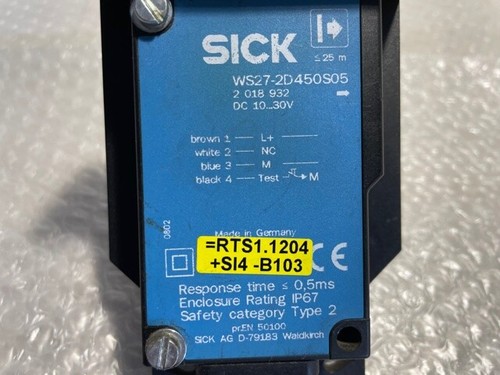 SICK
≤ 25 m
WS27-2D450S05
2 018 932
DC 10...30V
brown 1 L+
white 2 NC
blue 3 M
black 4 Test M
0802
Made in Germany
=RTS1.1204
+SI4 -B103
CE
Response time ≤ 0,5ms
Enclosure Rating IP67
Safety category Type 2
prEN 50100
SICK AG D-79183 Waldkirch